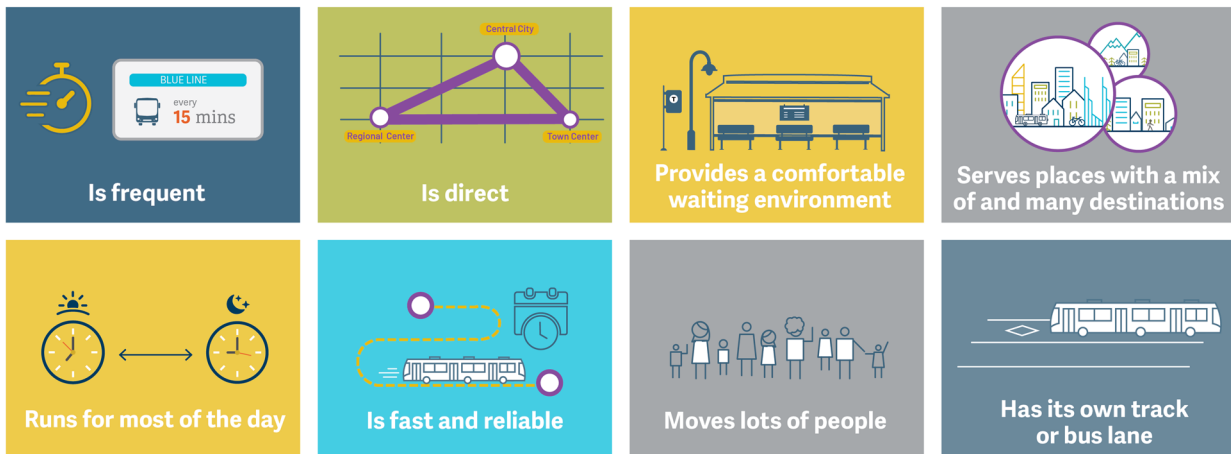 BLUE LINE
every
15 mins
Is frequent
Central City
Regional Center
Town Center
Is direct
T
Provides a comfortable
waiting environment
Serves places with a mix
of and many destinations
Runs for most of the day
Is fast and reliable
Moves lots of people
Has its own track
or bus lane